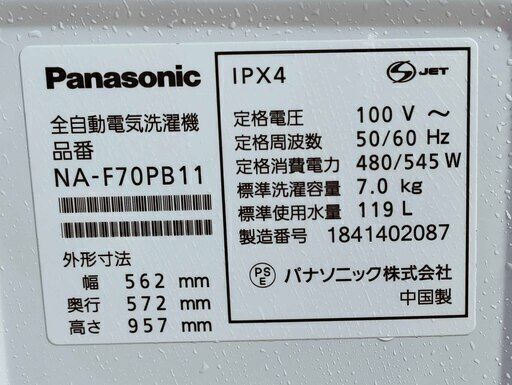 Panasonic
全自動電気洗濯機
品番
NA-F70PB11
外形寸法
幅 562 mm
奥行 572 mm
高さ 957 mm
IPX4
S JET
定格電圧 100 V ～
定格周波数 50/60 Hz
定格消費電力 480/545 W
標準洗濯容量 7.0 kg
標準使用水量 119 L
製造番号 1841402087
PS E パナソニック株式会社
中国製